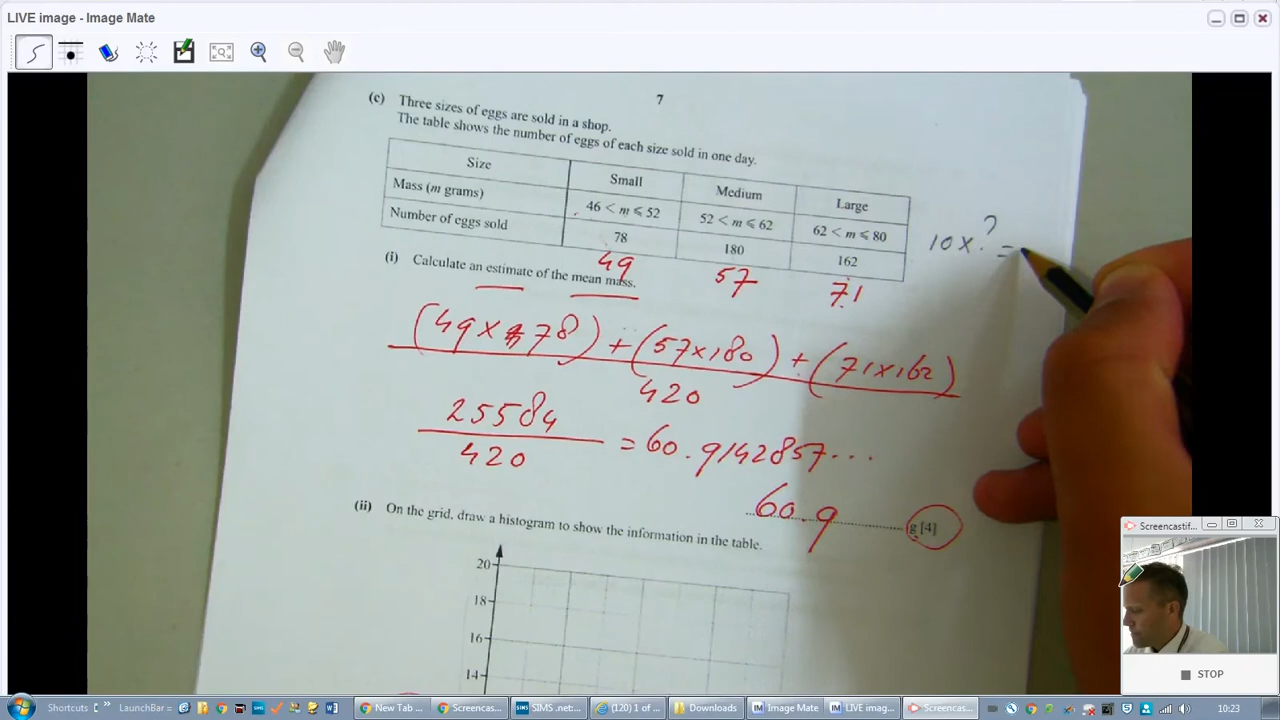 LIVE image - Image Mate
7
(c) Three sizes of eggs are sold in a shop.
The table shows the number of eggs of each size sold in one day.
Size Small Medium Large
Mass (m grams) 46 < m ⩽ 52 52 < m ⩽ 62 62 < m ⩽ 80
Number of eggs sold 78 180 162
10 x ? =
49 57 71
(i) Calculate an estimate of the mean mass.
(49 x 78) + (57 x 180) + (71 x 162)
420
25584
420
= 60.9142857...
60.9 g [4]
(ii) On the grid, draw a histogram to show the information in the table.
20
18
16
14
Screencastif...
STOP
Shortcuts LaunchBar New Tab Screencas... SIMS .net: ... (120) 1 of ... Downloads Image Mate LIVE imag... Screencas... 10:23